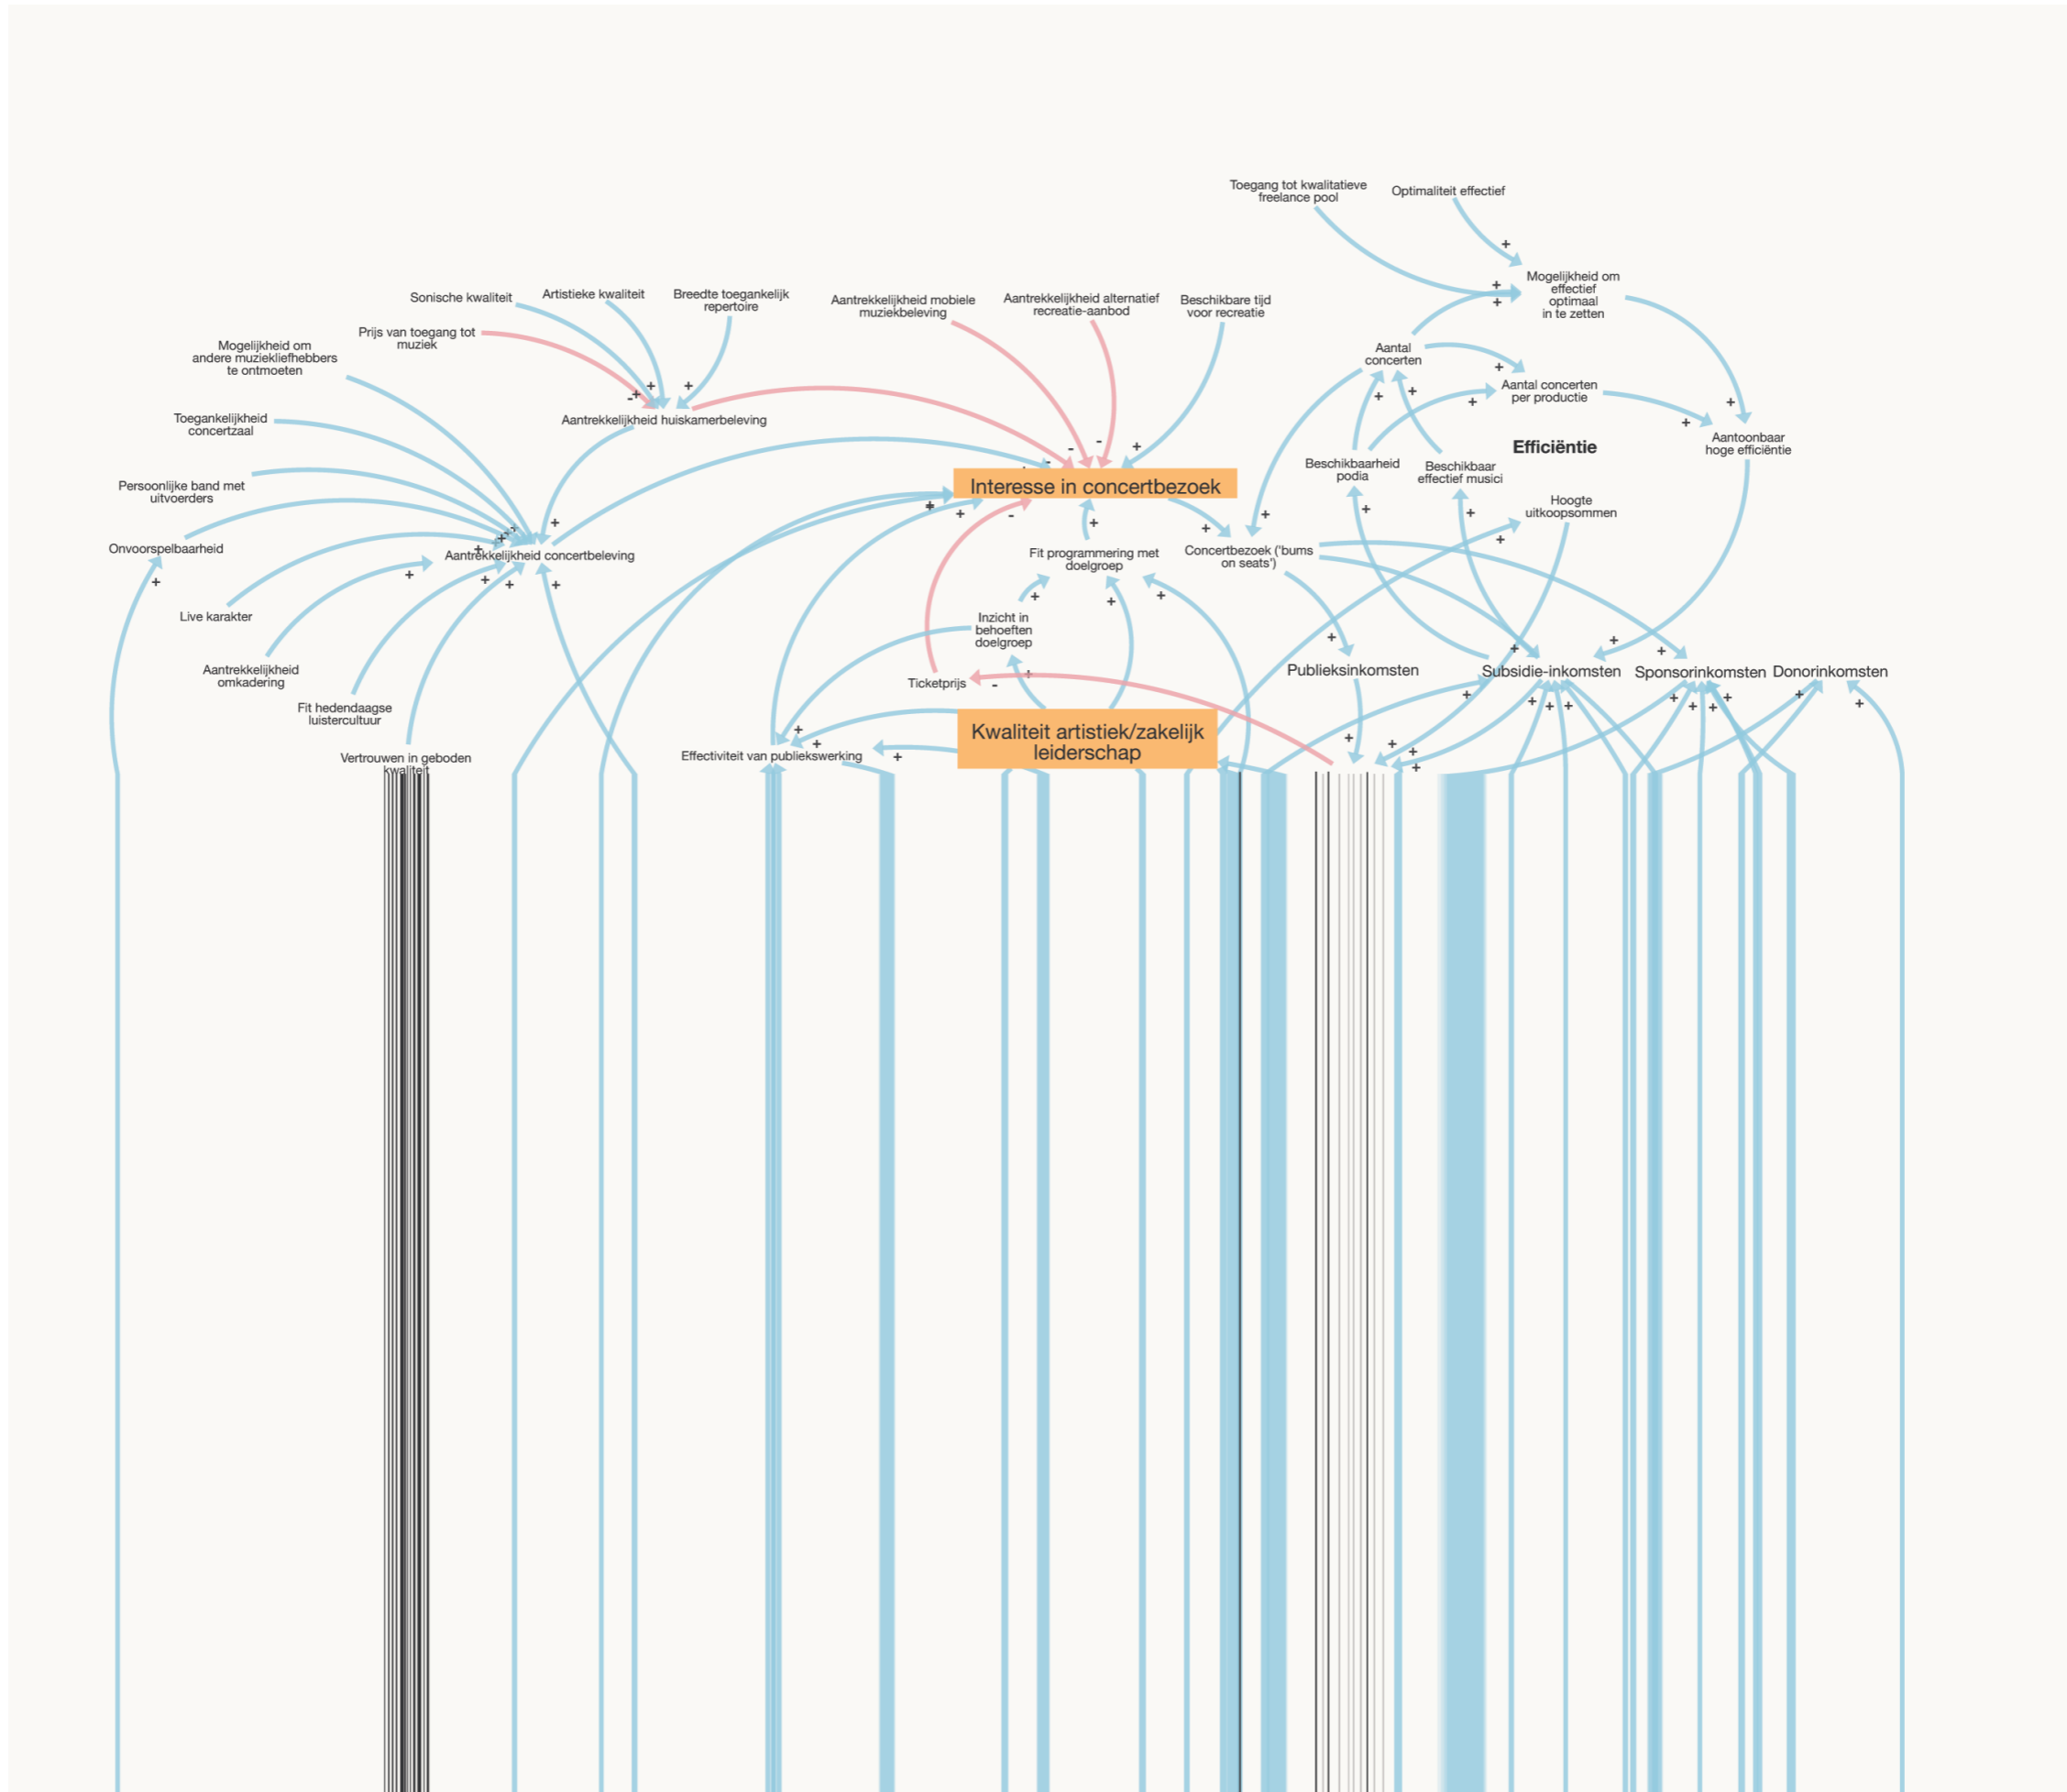 Toegang tot kwalitatieve
freelance pool
Optimaliteit effectief
Mogelijkheid om
effectief
optimaal
in te zetten
Sonische kwaliteit
Artistieke kwaliteit
Breedte toegankelijk
repertoire
Aantrekkelijkheid mobiele
muziekbeleving
Aantrekkelijkheid alternatief
recreatie-aanbod
Beschikbare tijd
voor recreatie
Prijs van toegang tot
muziek
Mogelijkheid om
andere muziekliefhebbers
te ontmoeten
Aantal
concerten
Aantal concerten
per productie
Toegankelijkheid
concertzaal
Aantrekkelijkheid huiskamerbeleving
Efficiëntie
Aantoonbaar
hoge efficiëntie
Beschikbaarheid
podia
Beschikbaar
effectief musici
Persoonlijke band met
uitvoerders
Interesse in concertbezoek
Hoogte
uitkoopsommen
Onvoorspelbaarheid
Aantrekkelijkheid concertbeleving
Fit programmering met
doelgroep
Concertbezoek ('bums
on seats')
Live karakter
Inzicht in
behoeften
doelgroep
Aantrekkelijkheid
omkadering
Ticketprijs
Publieksinkomsten
Subsidie-inkomsten
Sponsorinkomsten
Donorinkomsten
Fit hedendaagse
luistercultuur
Kwaliteit artistiek/zakelijk
leiderschap
Vertrouwen in geboden
kwaliteit
Effectiviteit van publiekswerking